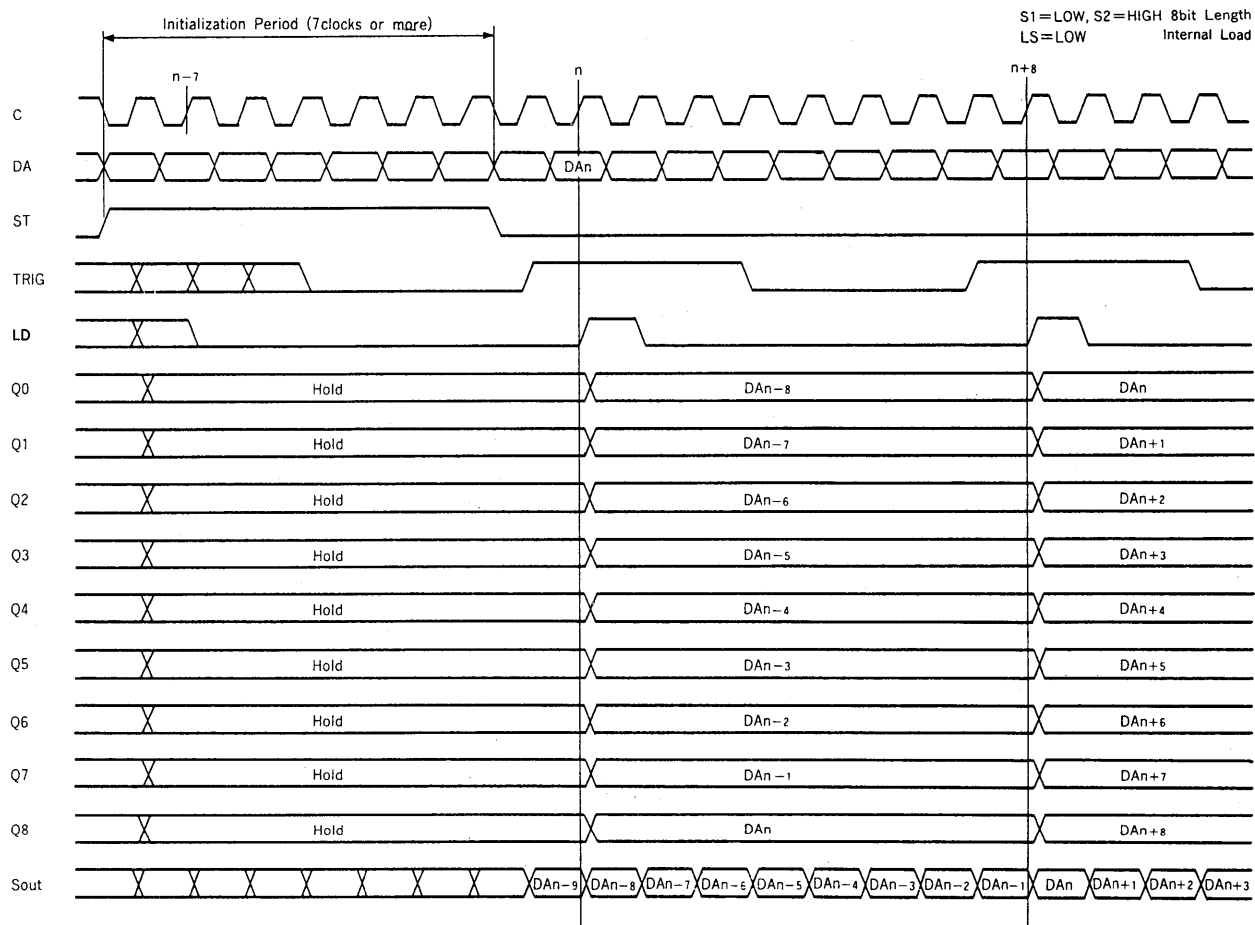 Initialization Period (7clocks or more)
S1=LOW, S2=HIGH 8bit Length
LS=LOW Internal Load
n-7
n
n+8
C
DA
DAn
ST
TRIG
LD
Q0 Hold DAn-8 DAn
Q1 Hold DAn-7 DAn+1
Q2 Hold DAn-6 DAn+2
Q3 Hold DAn-5 DAn+3
Q4 Hold DAn-4 DAn+4
Q5 Hold DAn-3 DAn+5
Q6 Hold DAn-2 DAn+6
Q7 Hold DAn-1 DAn+7
Q8 Hold DAn DAn+8
Sout DAn-9 DAn-8 DAn-7 DAn-6 DAn-5 DAn-4 DAn-3 DAn-2 DAn-1 DAn DAn+1 DAn+2 DAn+3